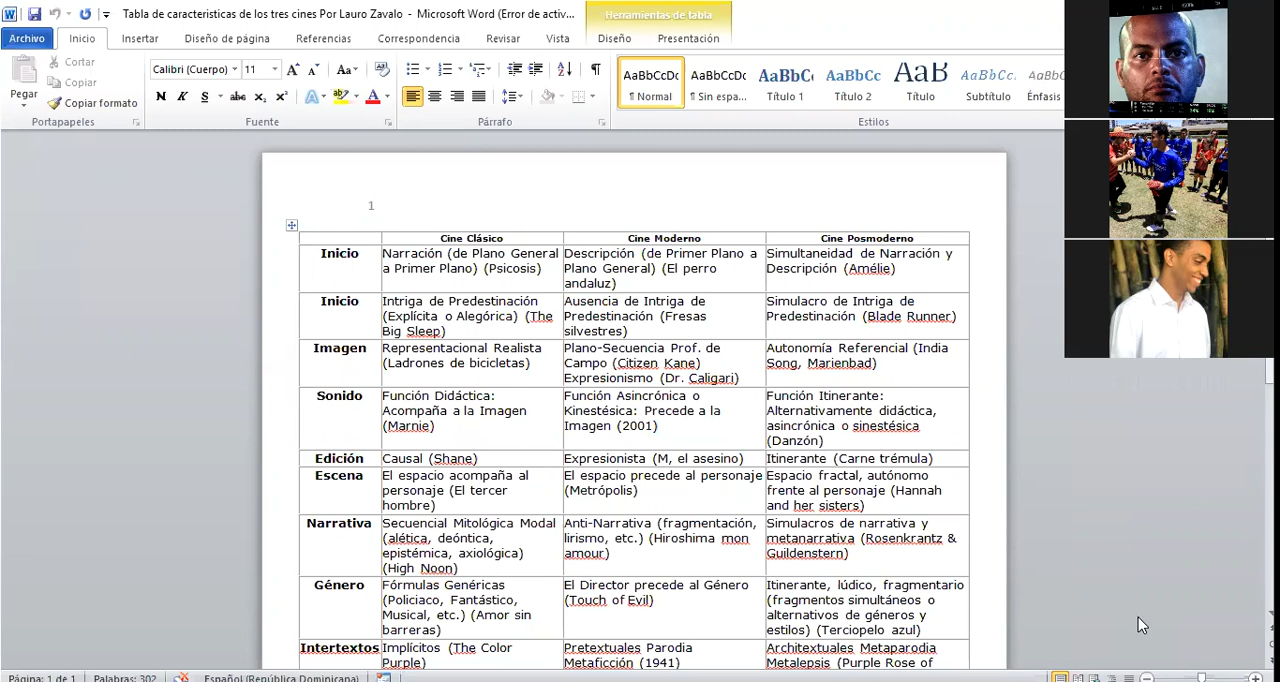 Tabla de caracteristicas de los tres cines Por Lauro Zavalo - Microsoft Word (Error de activ...
Herramientas de tabla
Archivo Inicio Insertar Diseño de página Referencias Correspondencia Revisar Vista Diseño Presentación
Pegar
Cortar
Copiar
Copiar formato
Portapapeles
Calibri (Cuerpo) 11
N K S abc x₂ x²
Fuente
Párrafo
AaBbCcDc AaBbCcDc AaBbC AaBbCc AaB AaBbCcL AaBbCc
¶ Normal ¶ Sin espa... Título 1 Título 2 Título Subtítulo Énfasis
Estilos
1
Cine Clásico Cine Moderno Cine Posmoderno
Inicio
Narración (de Plano General
a Primer Plano) (Psicosis)
Descripción (de Primer Plano a
Plano General) (El perro
andaluz)
Simultaneidad de Narración y
Descripción (Amélie)
Inicio
Intriga de Predestinación
(Explícita o Alegórica) (The
Big Sleep)
Ausencia de Intriga de
Predestinación (Fresas
silvestres)
Simulacro de Intriga de
Predestinación (Blade Runner)
Imagen
Representacional Realista
(Ladrones de bicicletas)
Plano-Secuencia Prof. de
Campo (Citizen Kane)
Expresionismo (Dr. Caligari)
Autonomía Referencial (India
Song, Marienbad)
Sonido
Función Didáctica:
Acompaña a la Imagen
(Marnie)
Función Asincrónica o
Kinestésica: Precede a la
Imagen (2001)
Función Itinerante:
Alternativamente didáctica,
asincrónica o sinestésica
(Danzón)
Edición
Causal (Shane)
Expresionista (M, el asesino)
Itinerante (Carne trémula)
Escena
El espacio acompaña al
personaje (El tercer
hombre)
El espacio precede al personaje
(Metrópolis)
Espacio fractal, autónomo
frente al personaje (Hannah
and her sisters)
Narrativa
Secuencial Mitológica Modal
(alética, deóntica,
epistémica, axiológica)
(High Noon)
Anti-Narrativa (fragmentación,
lirismo, etc.) (Hiroshima mon
amour)
Simulacros de narrativa y
metanarrativa (Rosenkrantz &
Guildenstern)
Género
Fórmulas Genéricas
(Policiaco, Fantástico,
Musical, etc.) (Amor sin
barreras)
El Director precede al Género
(Touch of Evil)
Itinerante, lúdico, fragmentario
(fragmentos simultáneos o
alternativos de géneros y
estilos) (Terciopelo azul)
Intertextos
Implícitos (The Color
Purple)
Pretextuales Parodia
Metaficción (1941)
Architextuales Metaparodia
Metalepsis (Purple Rose of
Página: 1 de 1 Palabras: 302 Español (República Dominicana)